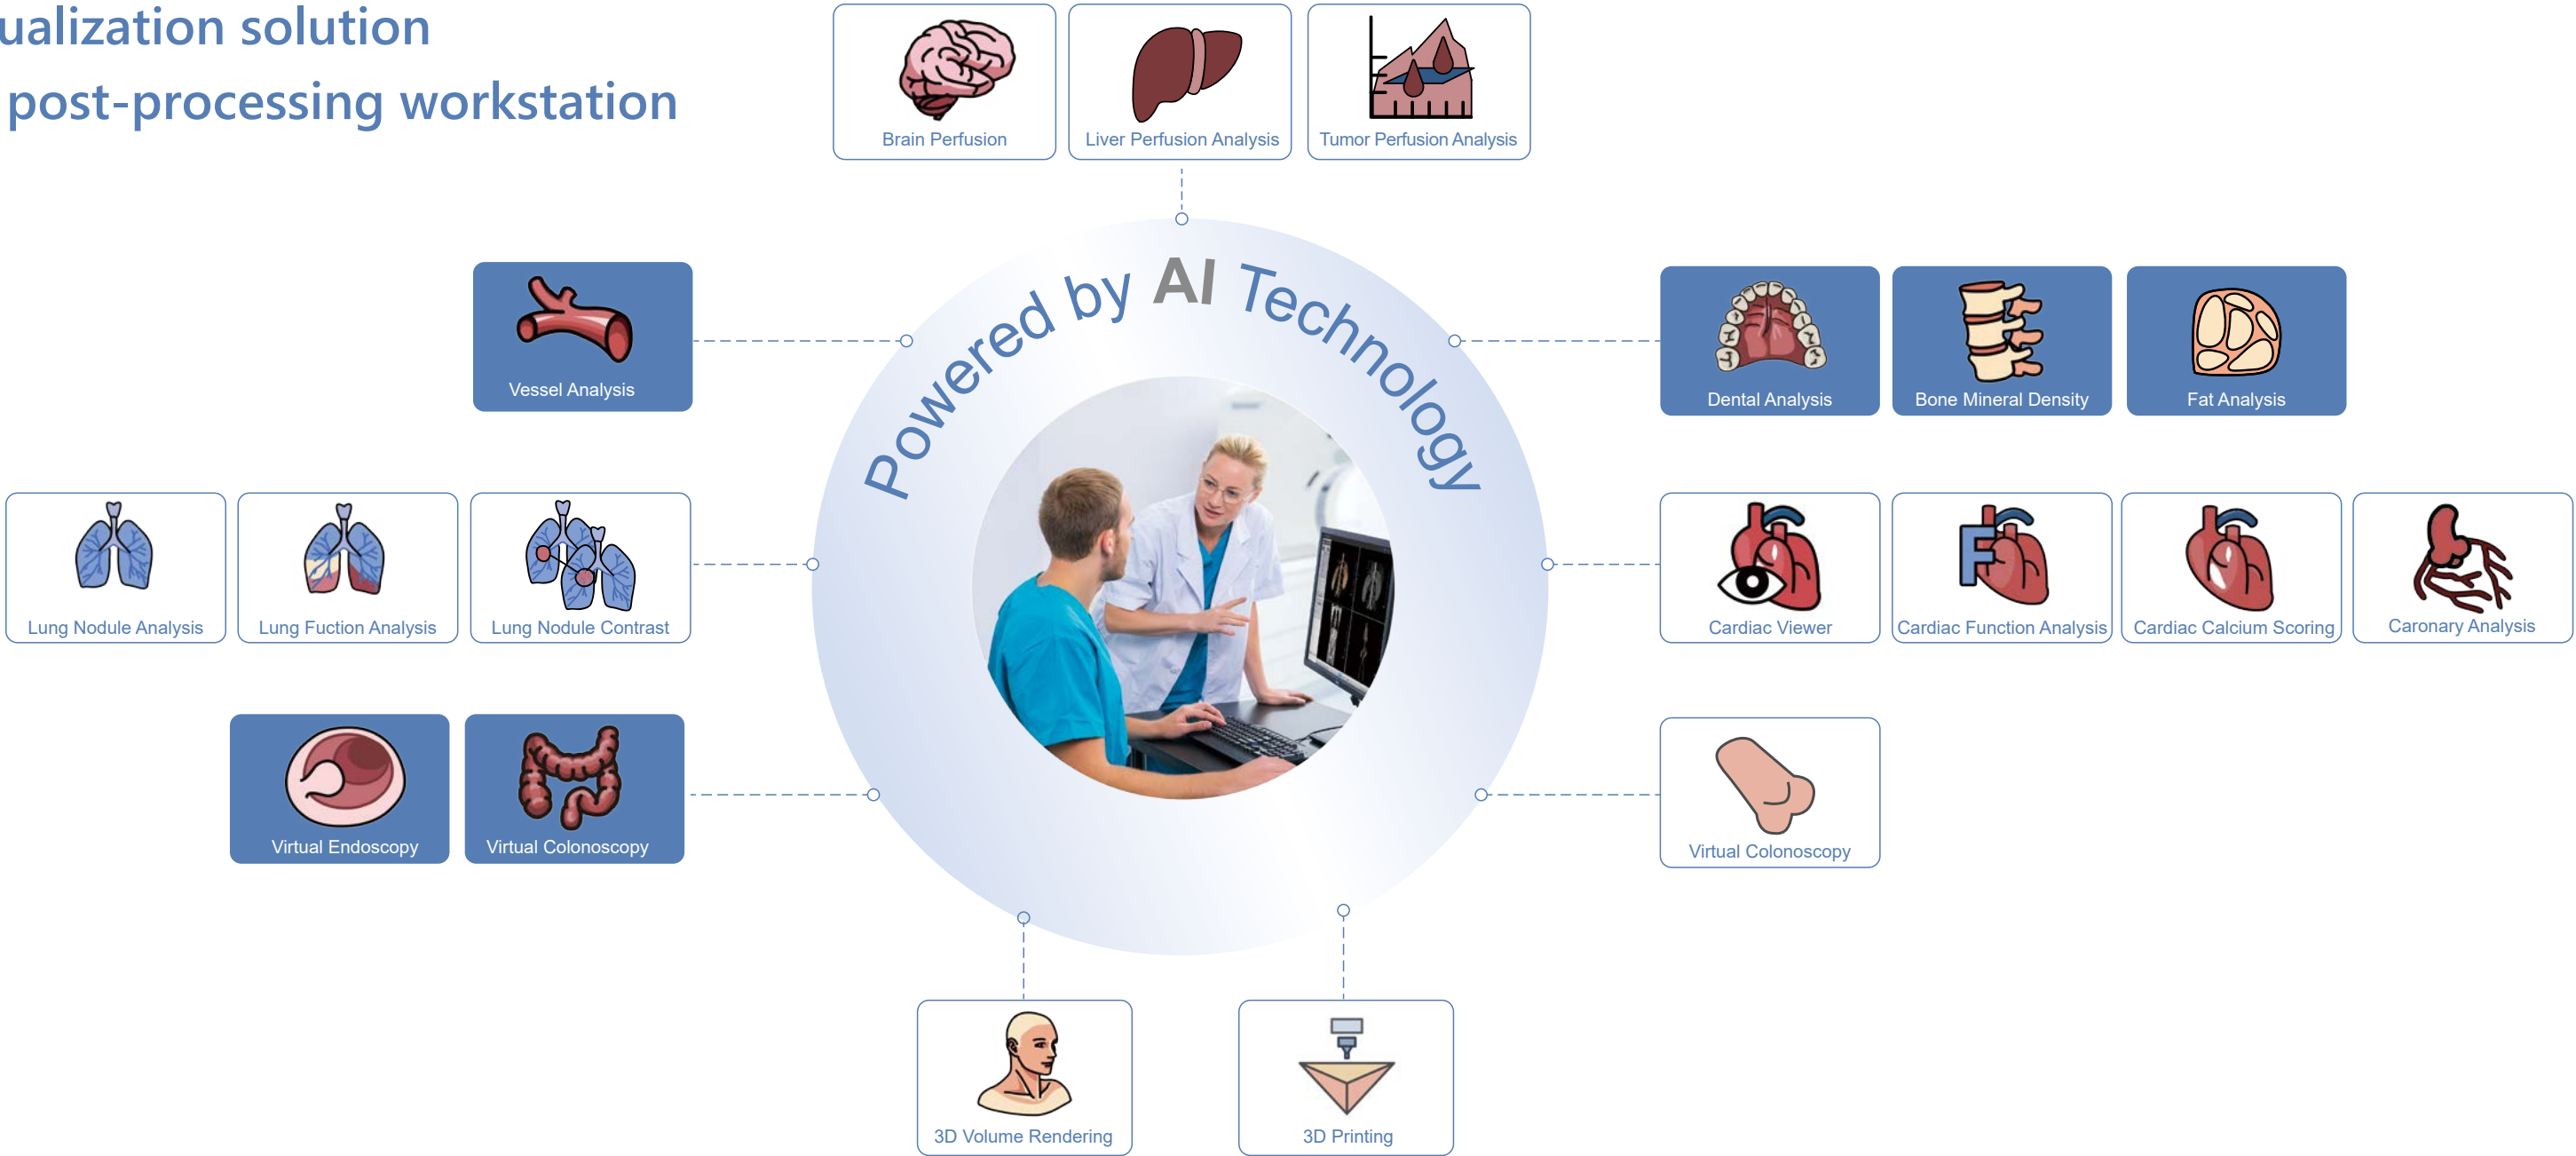 ualization solution
post-processing workstation
Brain Perfusion
Liver Perfusion Analysis
Tumor Perfusion Analysis
Powered by AI Technology
Vessel Analysis
Dental Analysis
Bone Mineral Density
Fat Analysis
Lung Nodule Analysis
Lung Fuction Analysis
Lung Nodule Contrast
Cardiac Viewer
Cardiac Function Analysis
Cardiac Calcium Scoring
Caronary Analysis
Virtual Endoscopy
Virtual Colonoscopy
Virtual Colonoscopy
3D Volume Rendering
3D Printing